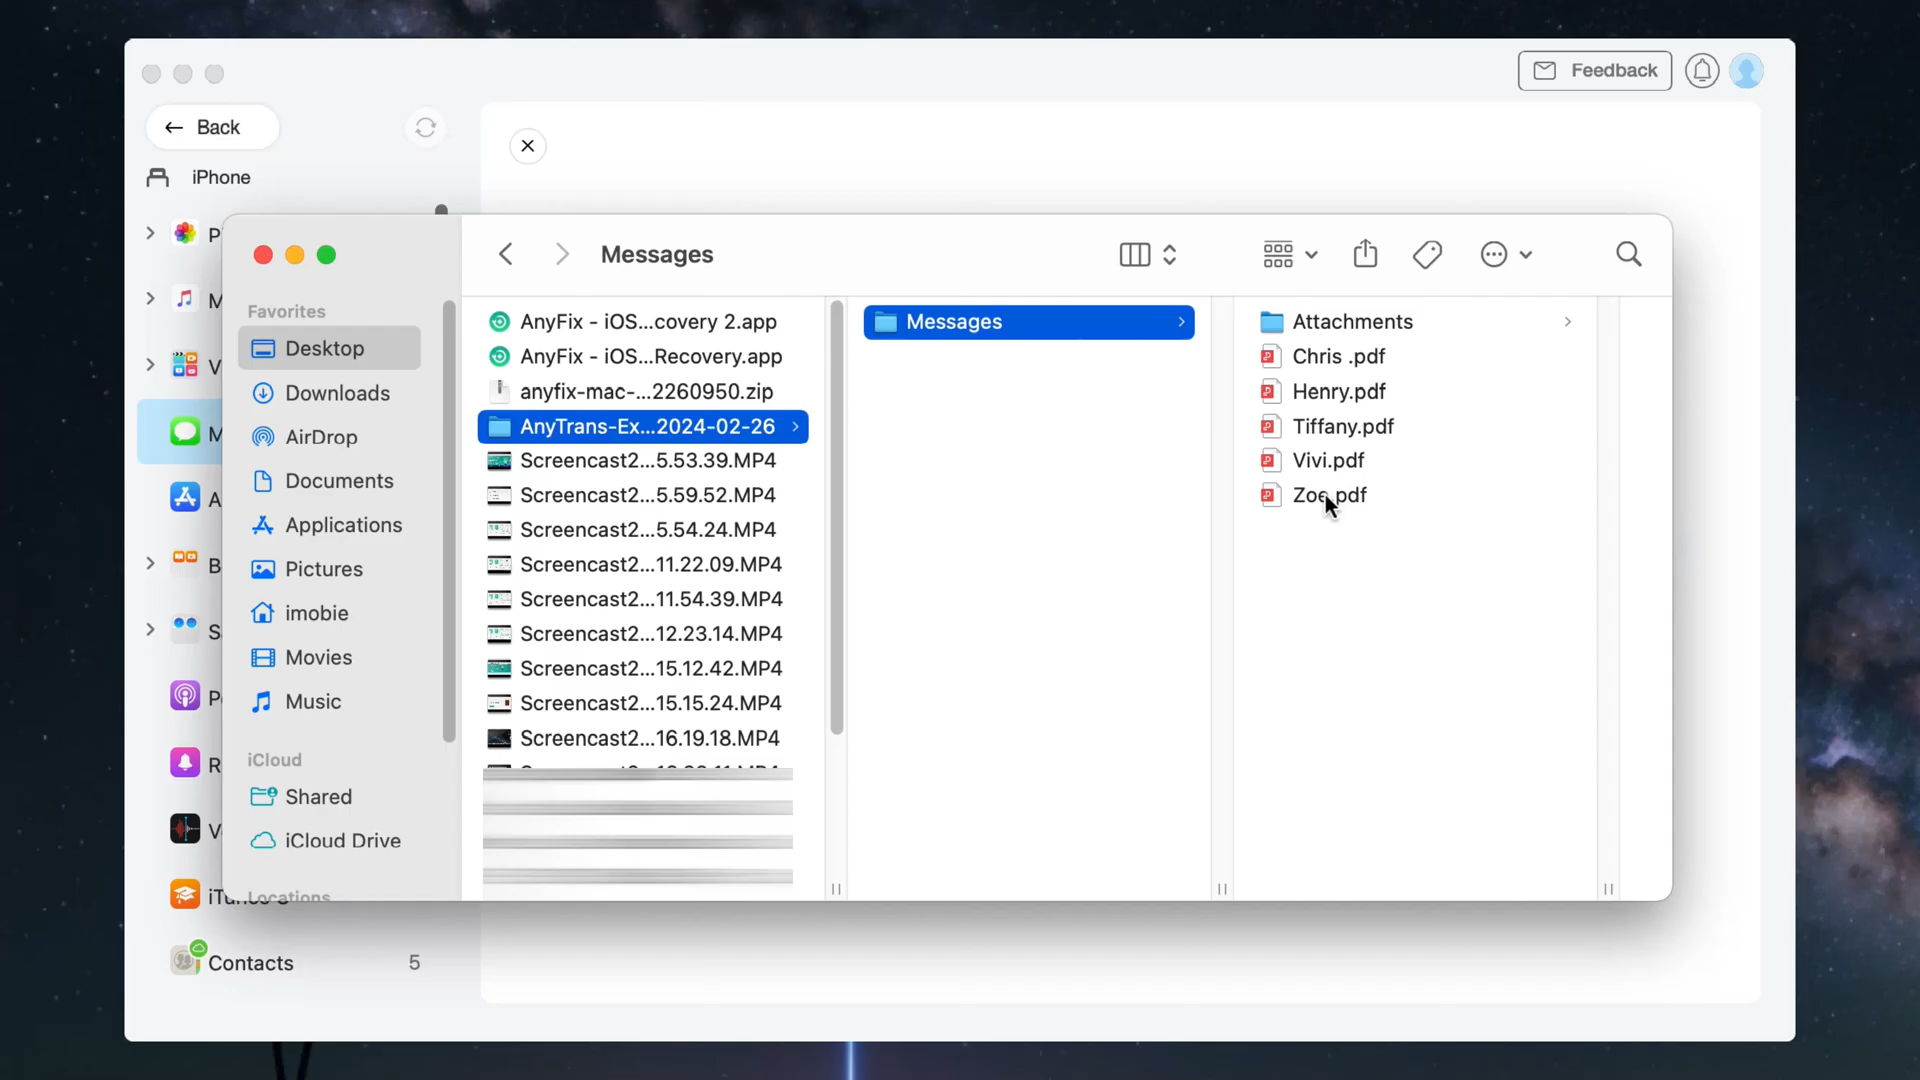 Feedback
Back
iPhone
P
M
V
M
A
B
S
P
R
V
Contacts 5
Messages
Favorites
Desktop
Downloads
AirDrop
Documents
Applications
Pictures
imobie
Movies
Music
iCloud
Shared
iCloud Drive
Locations
AnyFix - iOS...covery 2.app
AnyFix - iOS...Recovery.app
anyfix-mac-...2260950.zip
AnyTrans-Ex...2024-02-26
Screencast2...5.53.39.MP4
Screencast2...5.59.52.MP4
Screencast2...5.54.24.MP4
Screencast2...11.22.09.MP4
Screencast2...11.54.39.MP4
Screencast2...12.23.14.MP4
Screencast2...15.12.42.MP4
Screencast2...15.15.24.MP4
Screencast2...16.19.18.MP4
Messages
Attachments
Chris .pdf
Henry.pdf
Tiffany.pdf
Vivi.pdf
Zoe.pdf